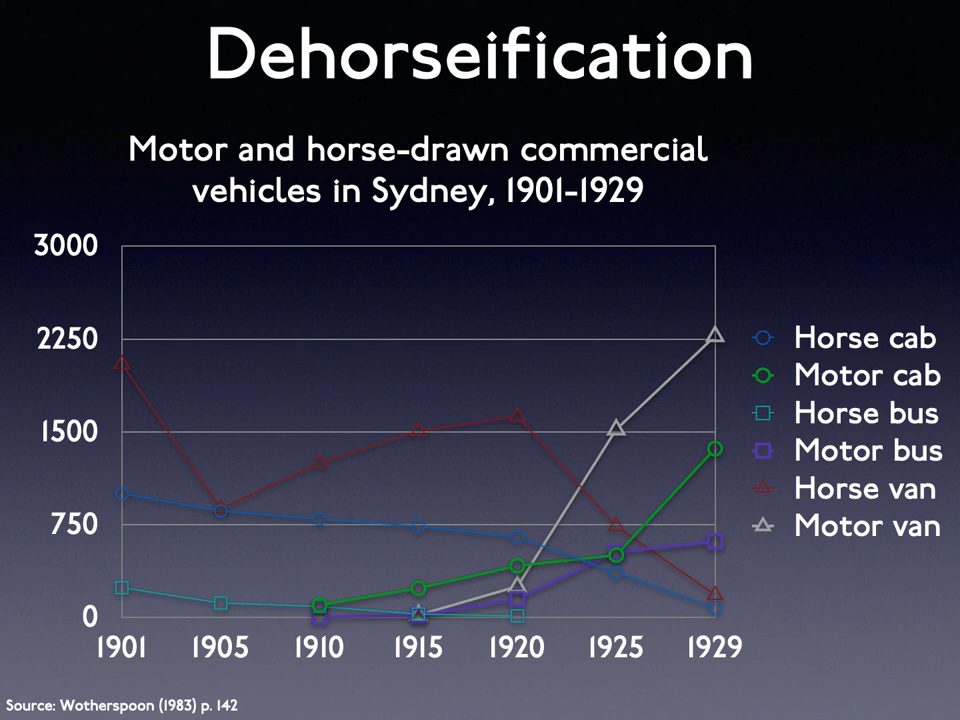 Dehorseification
Motor and horse-drawn commercial
vehicles in Sydney, 1901-1929
3000
2250
1500
750
0
1901 1905 1910 1915 1920 1925 1929
Horse cab
Motor cab
Horse bus
Motor bus
Horse van
Motor van
Source: Wotherspoon (1983) p. 142